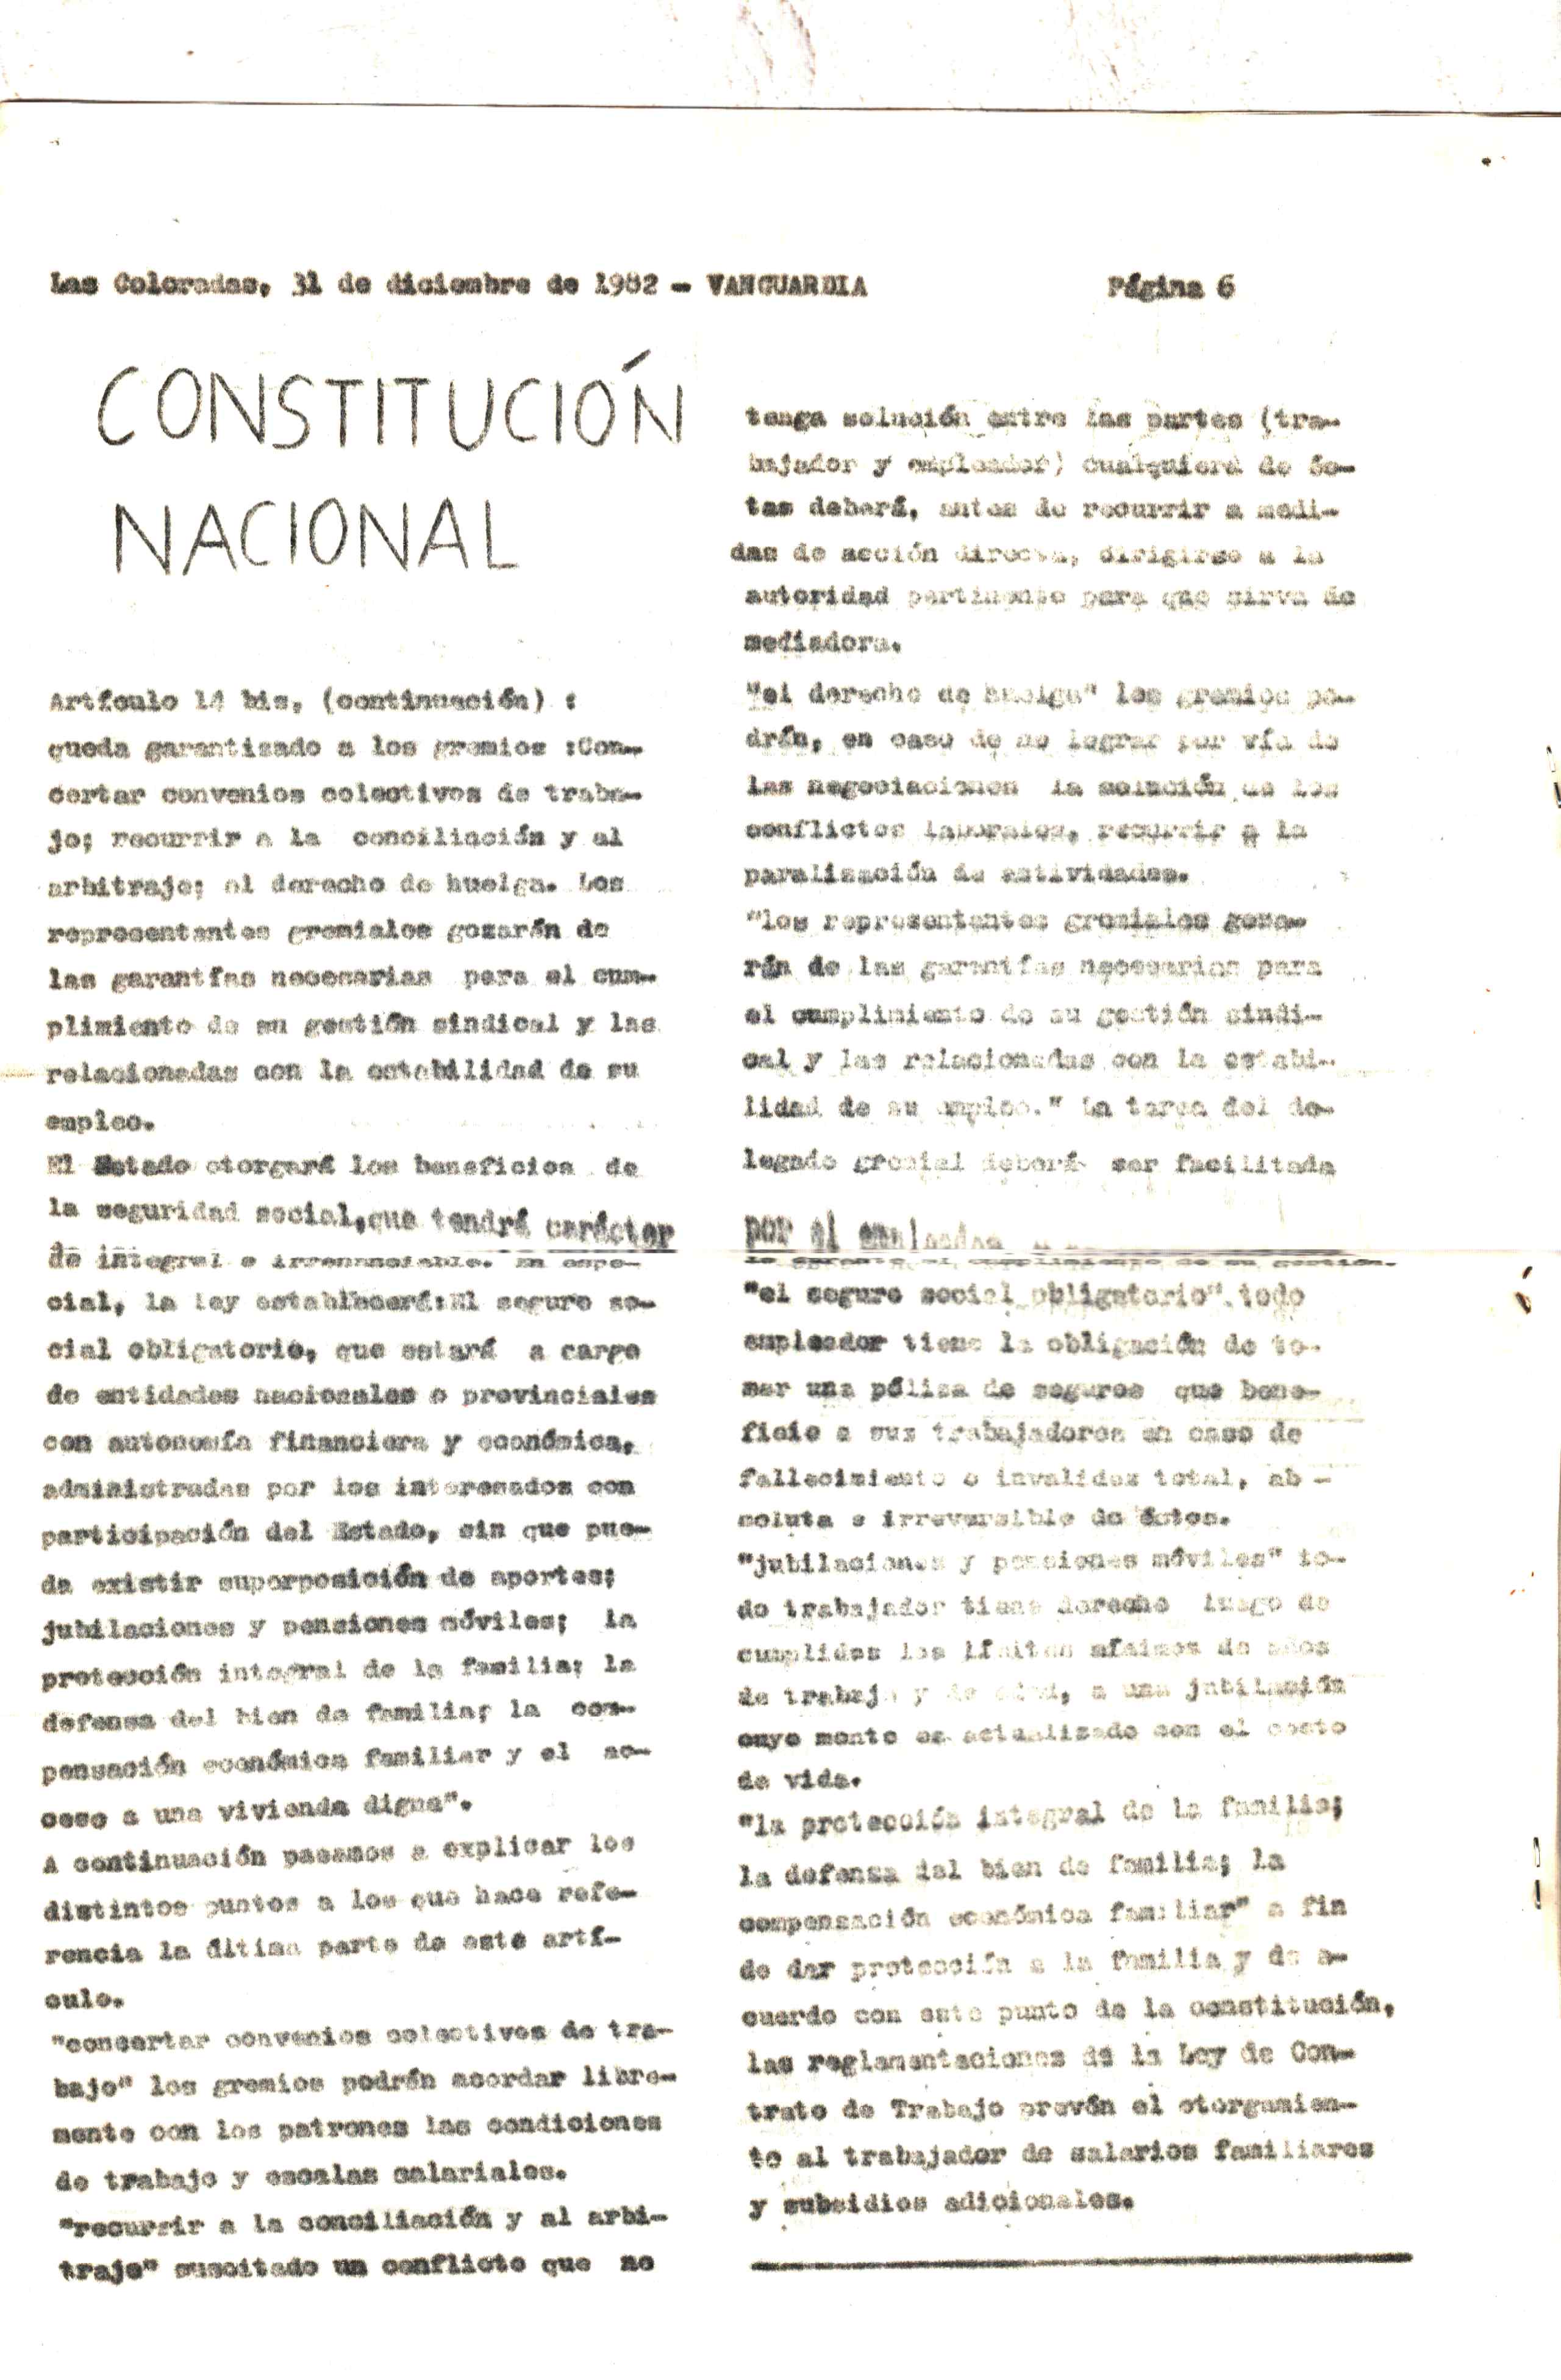 Las Coloradas, 31 de diciembre de 1982 - VANGUARDIA Página 6
CONSTITUCIÓN
NACIONAL
Artículo 14 bis, (continuación) :
queda garantizado a los gremios :Con-
certar convenios colectivos de traba-
jo; recurrir a la conciliación y al
arbitraje; el derecho de huelga. Los
representantes gremiales gozarán de
las garantías necesarias para el cum-
plimiento de su gestión sindical y las
relacionadas con la estabilidad de su
empleo.
El Estado otorgará los beneficios de
la seguridad social,que tendrá carácter
de integral e irrenunciable. En espe-
cial, la ley establecerá:El seguro so-
cial obligatorio, que estará a cargo
de entidades nacionales o provinciales
con autonomía financiera y económica,
administradas por los interesados con
participación del Estado, sin que pue-
da existir superposición de aportes;
jubilaciones y pensiones móviles; la
protección integral de la familia; la
defensa del bien de familia; la com-
pensación económica familiar y el ac-
ceso a una vivienda digna".
A continuación pasamos a explicar los
distintos puntos a los que hace refe-
rencia la última parte de este artí-
culo.
"concertar convenios colectivos de tra-
bajo" los gremios podrán acordar libre-
mente con los patrones las condiciones
de trabajo y escalas salariales.
"recurrir a la conciliación y al arbi-
traje" suscitado un conflicto que no
tenga solución entre las partes (tra-
bajador y empleador) cualquiera de és-
tas deberá, antes de recurrir a medi-
das de acción directa, dirigirse a la
autoridad pertinente para que sirva de
mediadora.
"el derecho de huelga" los gremios po-
drán, en caso de no lograr por vía de
las negociaciones la solución de los
conflictos laborales, recurrir a la
paralización de actividades.
"los representantes gremiales goza-
rán de las garantías necesarias para
el cumplimiento de su gestión sindi-
cal y las relacionadas con la estabi-
lidad de su empleo." La tarea del de-
legado gremial deberá ser facilitada
por el empleador
cumplimiento de su gestión.
"el seguro social obligatorio" todo
empleador tiene la obligación de to-
mar una póliza de seguros que bene-
ficie a sus trabajadores en caso de
fallecimiento o invalidez total, ab -
soluta e irreversible de éstos.
"jubilaciones y pensiones móviles" to-
do trabajador tiene derecho luego de
cumplidos los límites mínimos de años
de trabajo y de edad, a una jubilación
cuyo monto es actualizado con el costo
de vida.
"la protección integral de la familia;
la defensa del bien de familia; la
compensación económica familiar" a fin
de dar protección a la familia y de a-
cuerdo con este punto de la constitución,
las reglamentaciones de la Ley de Con-
trato de Trabajo prevén el otorgamien-
to al trabajador de salarios familiares
y subsidios adicionales.